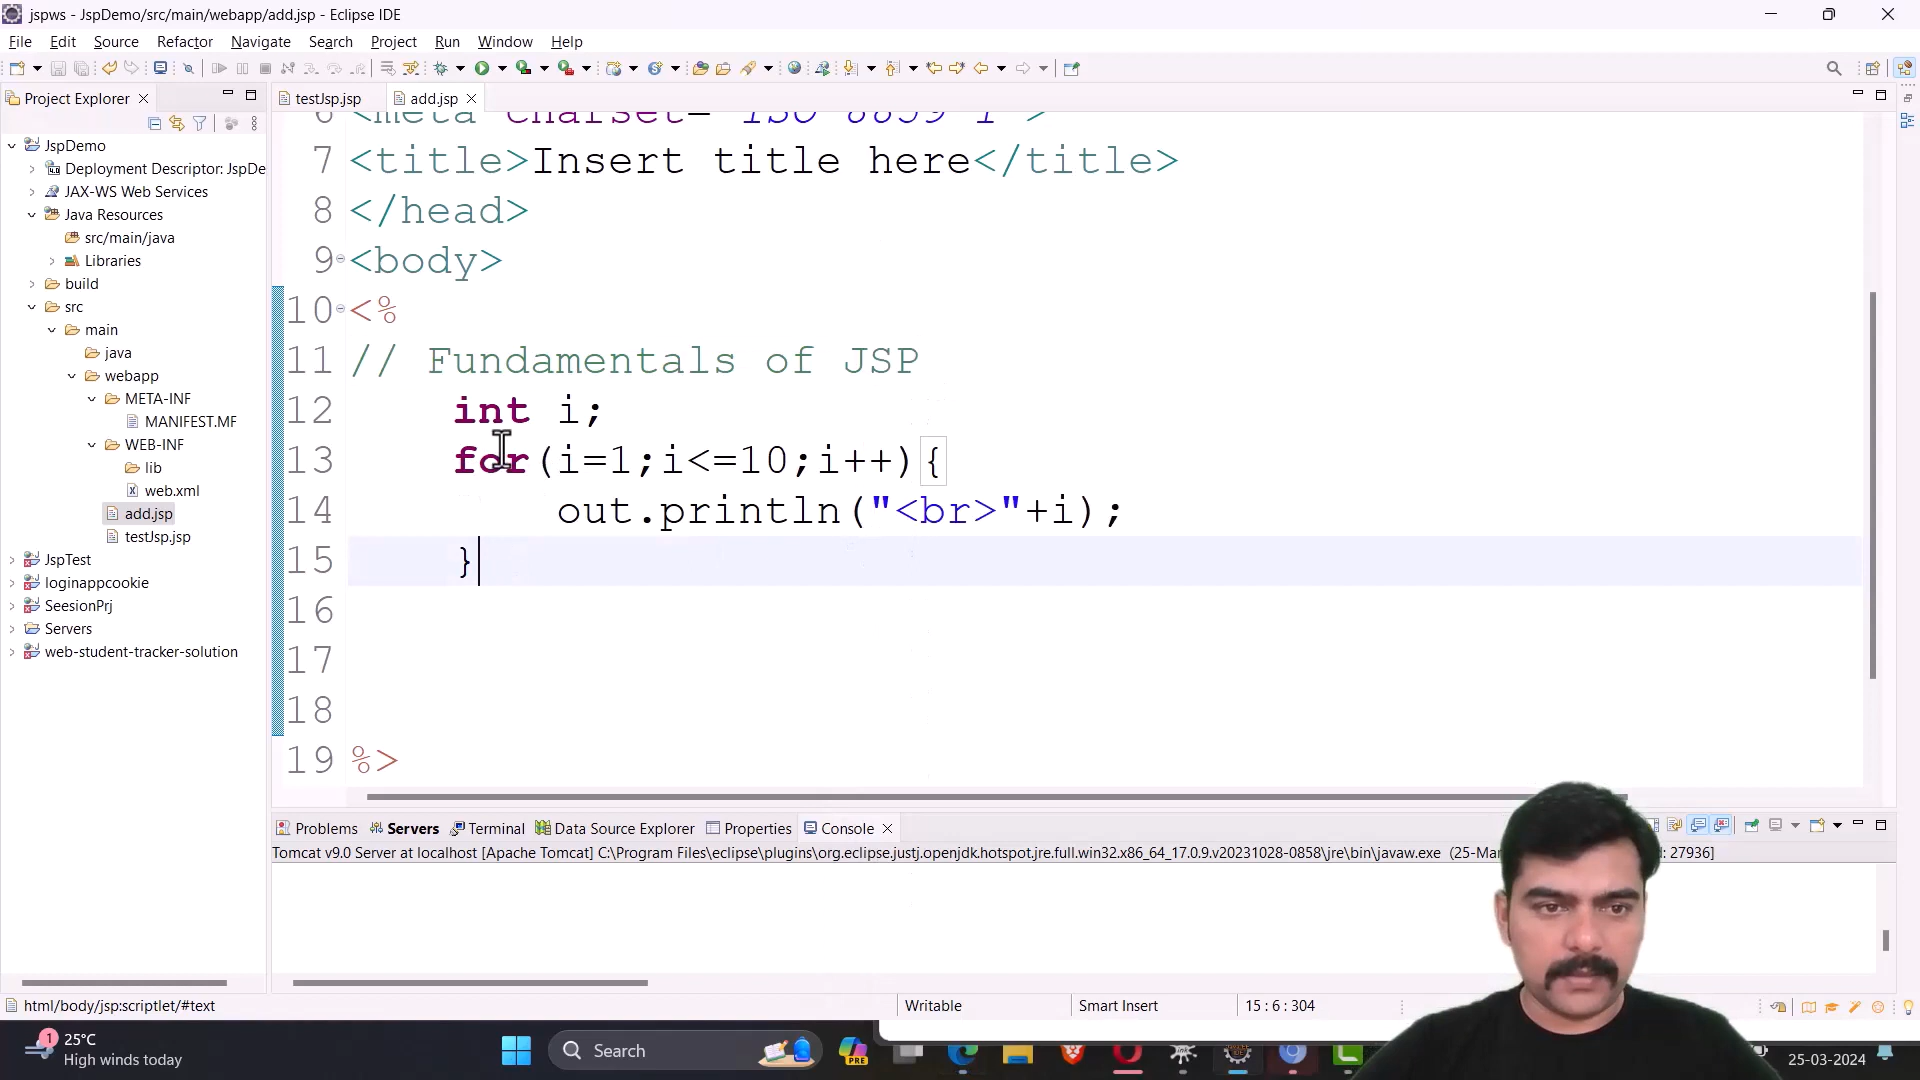 jspws - JspDemo/src/main/webapp/add.jsp - Eclipse IDE
File Edit Source Refactor Navigate Search Project Run Window Help
Project Explorer
testJsp.jsp
add.jsp
JspDemo
Deployment Descriptor: JspDe
JAX-WS Web Services
Java Resources
src/main/java
Libraries
build
src
main
java
webapp
META-INF
MANIFEST.MF
WEB-INF
lib
web.xml
add.jsp
testJsp.jsp
JspTest
loginappcookie
SeesionPrj
Servers
web-student-tracker-solution
6 <meta charset="ISO-8859-1">
7 <title>Insert title here</title>
8 </head>
9 <body>
10 <%
11 // Fundamentals of JSP
12 int i;
13 for(i=1;i<=10;i++){
14 out.println("<br>"+i);
15 }
16
17
18
19 %>
Problems Servers Terminal Data Source Explorer Properties Console
Tomcat v9.0 Server at localhost [Apache Tomcat] C:\Program Files\eclipse\plugins\org.eclipse.justj.openjdk.hotspot.jre.full.win32.x86_64_17.0.9.v20231028-0858\jre\bin\javaw.exe (25-Mar : 27936]
html/body/jsp:scriptlet/#text
Writable
Smart Insert
15 : 6 : 304
1
25°C
High winds today
Search
PRE
25-03-2024